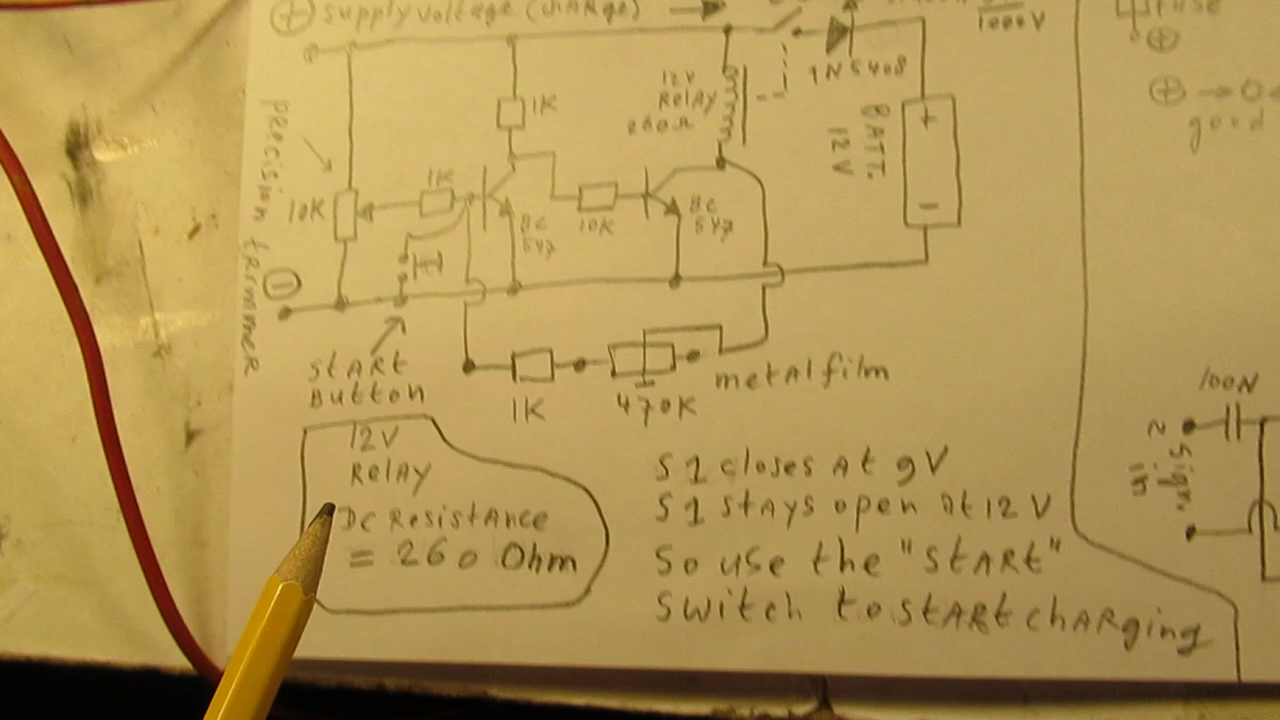 ⊕ supply voltage (chARge)
1000V
fuse
⊕
1N5408
12V
Relay
260Ω
1K
BATT.
12V
+
-
⊕ → O
good
precision trimmer
10K
1K
BC
547
10K
BC
547
⊖
StARt
Button
1K
470K
metalfilm
100N
~
Sign.
in
12V
Relay
DC Resistance
= 260 Ohm
S1 closes At 9V
S1 stays open at 12V
So use the "StARt"
Switch to stARt chARging